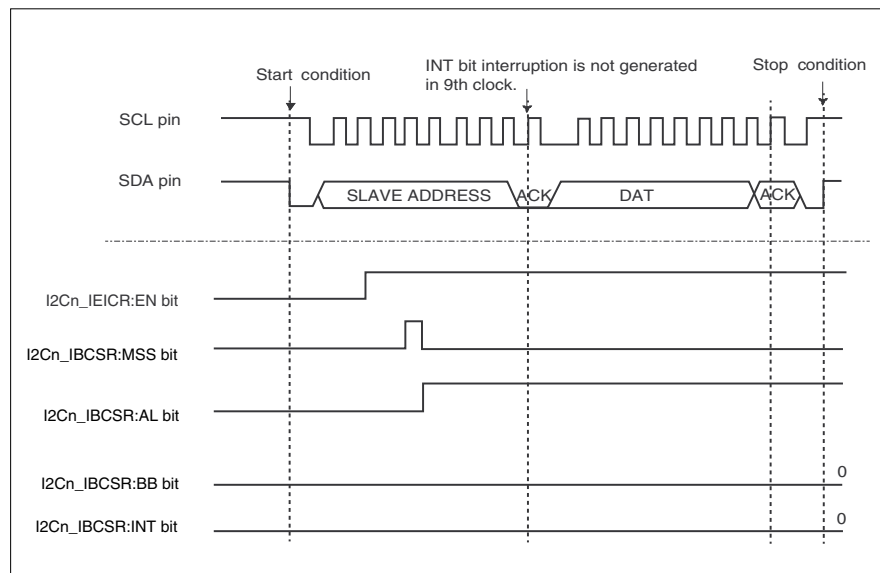 Start condition
INT bit interruption is not generated
in 9th clock.
Stop condition
SCL pin
SDA pin
SLAVE ADDRESS
ACK
DAT
ACK
I2Cn_IEICR:EN bit
I2Cn_IBCSR:MSS bit
I2Cn_IBCSR:AL bit
I2Cn_IBCSR:BB bit
0
I2Cn_IBCSR:INT bit
0